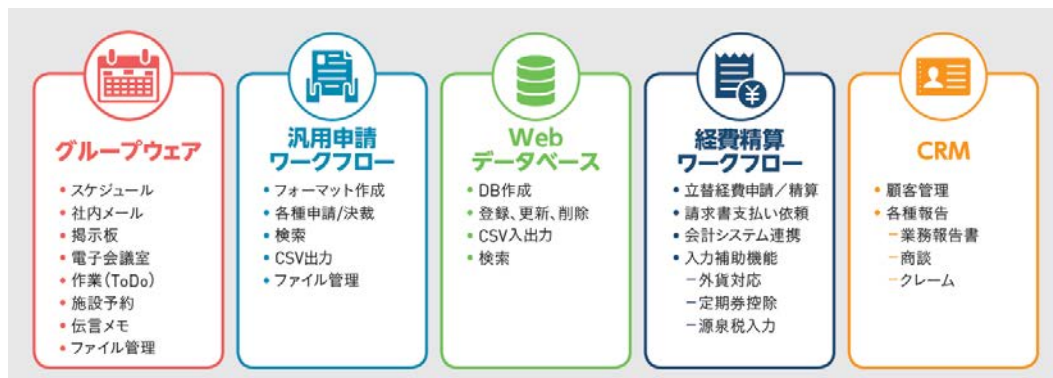 グループウェア
• スケジュール
• 社内メール
• 掲示板
• 電子会議室
• 作業(ToDo)
• 施設予約
• 伝言メモ
• ファイル管理
汎用申請
ワークフロー
• フォーマット作成
• 各種申請/決裁
• 検索
• CSV出力
• ファイル管理
Web
データベース
• DB作成
• 登録、更新、削除
• CSV入出力
• 検索
¥
経費精算
ワークフロー
• 立替経費申請／精算
• 請求書支払い依頼
• 会計システム連携
• 入力補助機能
－外貨対応
－定期券控除
－源泉税入力
CRM
• 顧客管理
• 各種報告
－業務報告書
－商談
－クレーム